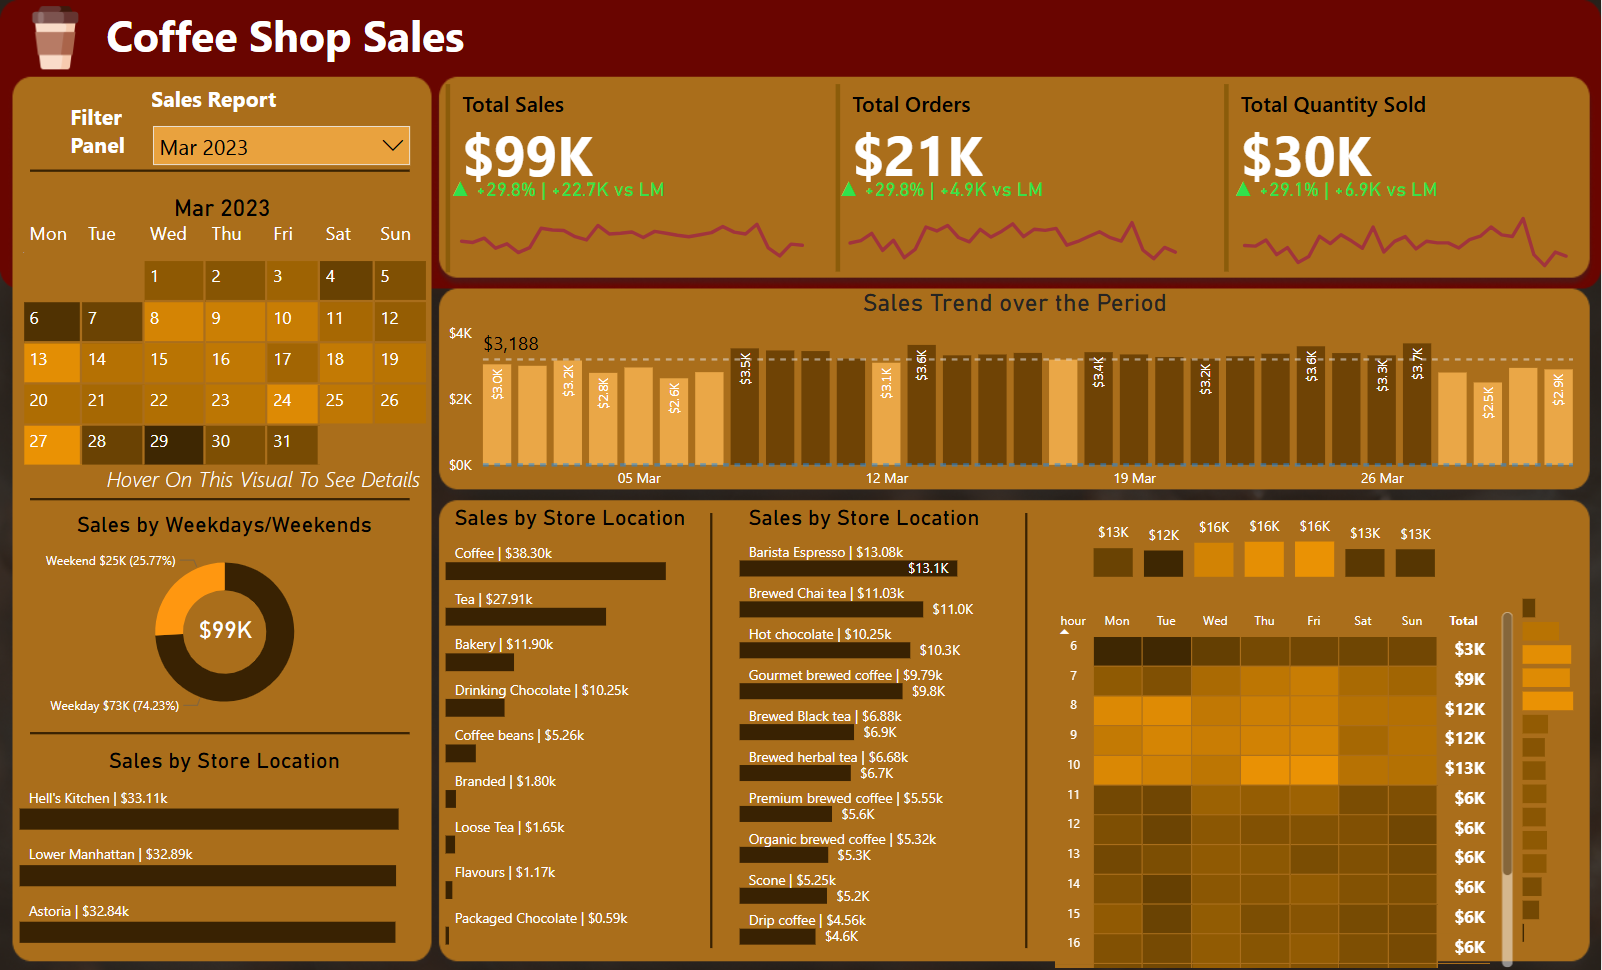 Coffee Shop Sales
Filter Panel
Sales Report
Mar 2023
Mar 2023
Mon Tue Wed Thu Fri Sat Sun
1 2 3 4 5
6 7 8 9 10 11 12
13 14 15 16 17 18 19
20 21 22 23 24 25 26
27 28 29 30 31
Hover On This Visual To See Details
Sales by Weekdays/Weekends
Weekend $25K (25.77%)
$99K
Weekday $73K (74.23%)
Sales by Store Location
Hell's Kitchen | $33.11k
Lower Manhattan | $32.89k
Astoria | $32.84k
Total Sales
$99K
▲ +29.8% | +22.7K vs LM
Total Orders
$21K
▲ +29.8% | +4.9K vs LM
Total Quantity Sold
$30K
▲ +29.1% | +6.9K vs LM
Sales Trend over the Period
$4K
$2K
$0K
$3,188
$3.0K $3.2K $2.8K $2.6K $3.5K $3.1K $3.6K $3.4K $3.2K $3.6K $3.3K $3.7K $2.5K $2.9K
05 Mar 12 Mar 19 Mar 26 Mar
Sales by Store Location
Coffee | $38.30k
Tea | $27.91k
Bakery | $11.90k
Drinking Chocolate | $10.25k
Coffee beans | $5.26k
Branded | $1.80k
Loose Tea | $1.65k
Flavours | $1.17k
Packaged Chocolate | $0.59k
Sales by Store Location
Barista Espresso | $13.08k
$13.1K
Brewed Chai tea | $11.03k
$11.0K
Hot chocolate | $10.25k
$10.3K
Gourmet brewed coffee | $9.79k
$9.8K
Brewed Black tea | $6.88k
$6.9K
Brewed herbal tea | $6.68k
$6.7K
Premium brewed coffee | $5.55k
$5.6K
Organic brewed coffee | $5.32k
$5.3K
Scone | $5.25k
$5.2K
Drip coffee | $4.56k
$4.6K
$13K $12K $16K $16K $16K $13K $13K
hour Mon Tue Wed Thu Fri Sat Sun Total
6 $3K
7 $9K
8 $12K
9 $12K
10 $13K
11 $6K
12 $6K
13 $6K
14 $6K
15 $6K
16 $6K